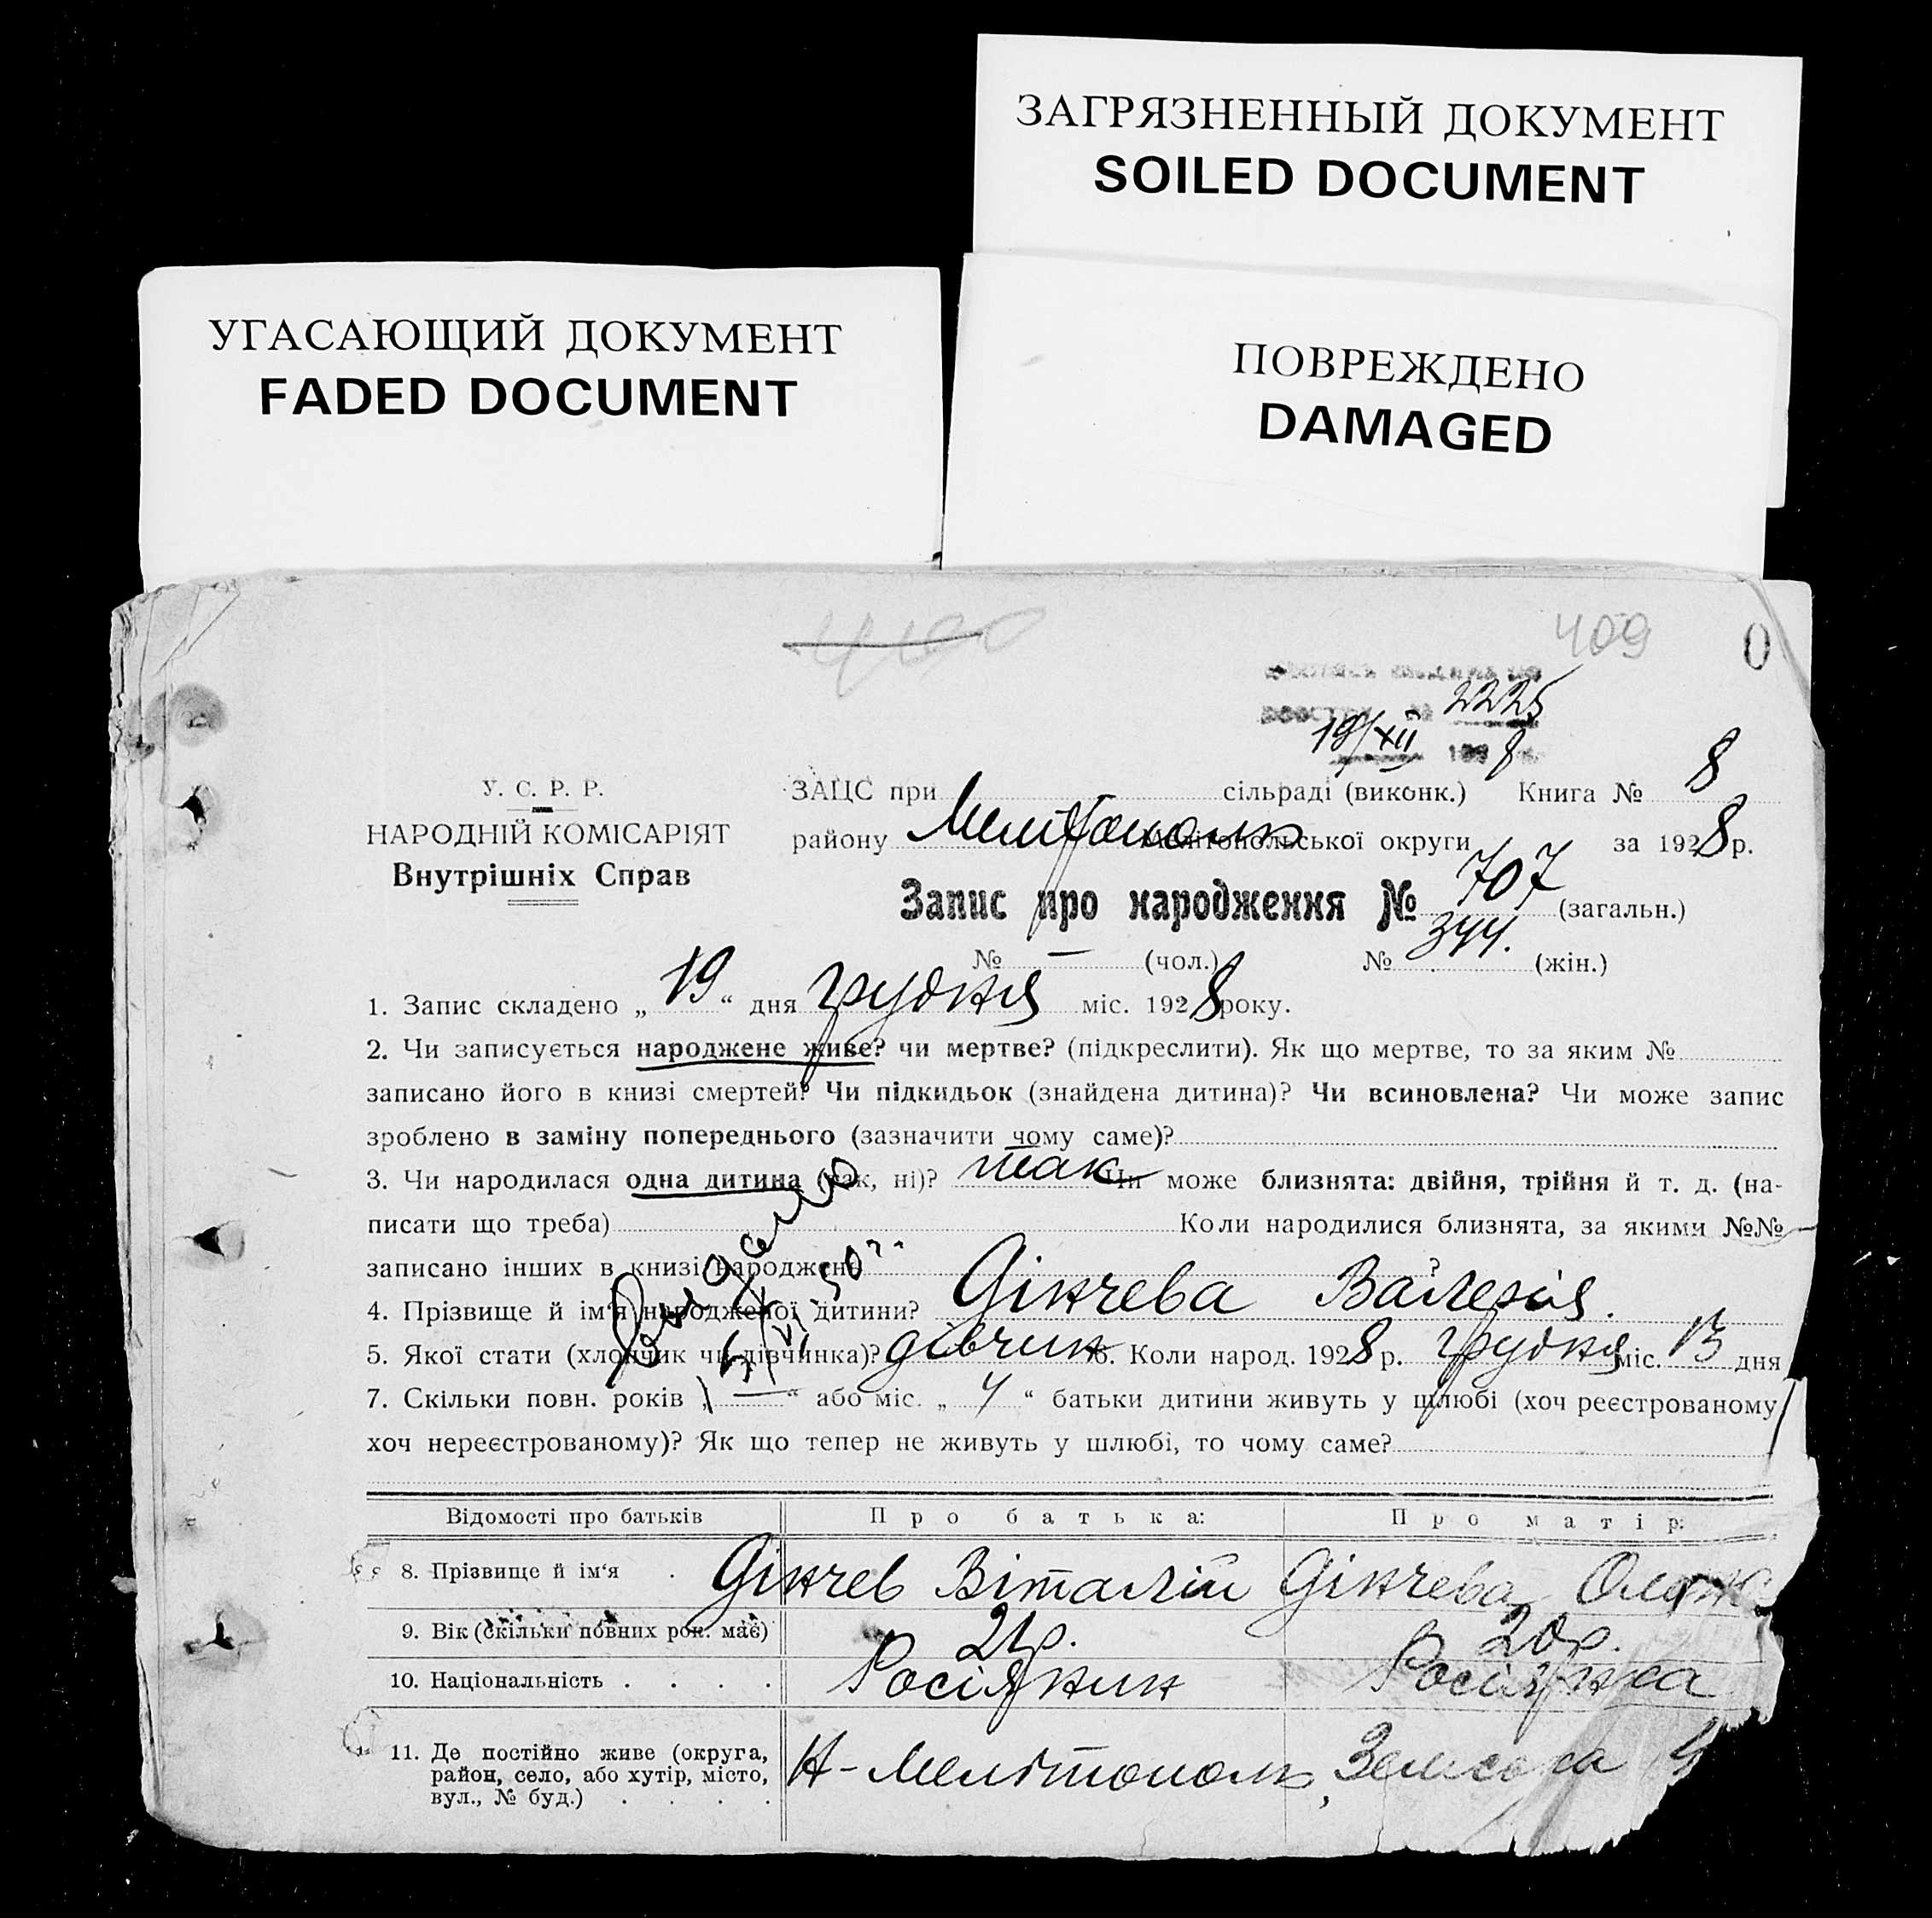 ЗАГРЯЗНЕННЫЙ ДОКУМЕНТ
SOILED DOCUMENT
УГАСАЮЩИЙ ДОКУМЕНТ
FADED DOCUMENT
ПОВРЕЖДЕНО
DAMAGED
409
2225
19/XII 8
У. С. Р. Р.
НАРОДНІЙ КОМІСАРІЯТ
Внутрішніх Справ
ЗАЦС при сільраді (виконк.) Книга № 8
району Мелітополь Мелітопольської округи за 1928 р.
Запис про народження № 707 (загальн.)
№ — (чол.) № 344. (жін.)
1. Запис складено „ 19 “ дня грудня міс. 1928 року.
2. Чи записується народжене живе? чи мертве? (підкреслити). Як що мертве, то за яким №
записано його в книзі смертей? Чи підкидьок (знайдена дитина)? Чи всиновлена? Чи може запис
зроблено в заміну попереднього (зазначити чому саме)?
3. Чи народилася одна дитина (так, ні)? так Чи може близнята: двійня, трійня й т. д. (на-
писати що треба) Коли народилися близнята, за якими №№
записано інших в книзі народжень ?
4. Прізвище й ім'я народженої дитини? Дінчева Валерія.
5. Якої стати (хлопчик чи дівчинка)? дівчин 6. Коли народ. 1928 р. грудня міс. 13 дня
7. Скільки повн. років „ — “ або міс. „ 4 “ батьки дитини живуть у шлюбі (хоч реєстрованому
хоч нереєстрованому)? Як що тепер не живуть у шлюбі, то чому саме?
Відомості про батьків Про батька: Про матір:
8. Прізвище й ім'я . Дінчев Віталій Дінчева Ольга
9. Вік (скільки повних рок. має) 21р. 20р.
10. Національність . . . . Росіянин Росіянка
11. Де постійно живе (округа,
район, село, або хутір, місто,
вул., № буд.) . . . .
Н-Мелітополь, Земська